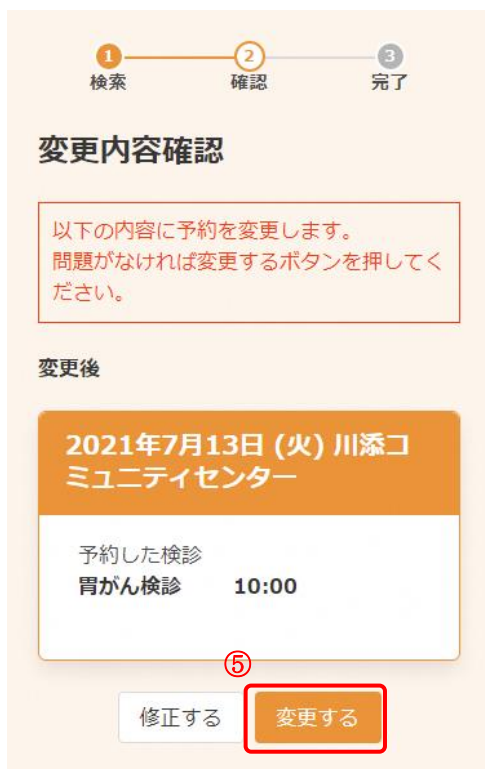 1 2 3
検索 確認 完了
変更内容確認
以下の内容に予約を変更します。
問題がなければ変更するボタンを押してく
ださい。
変更後
2021年7月13日 (火) 川添コ
ミュニティセンター
予約した検診
胃がん検診 10:00
⑤
修正する 変更する